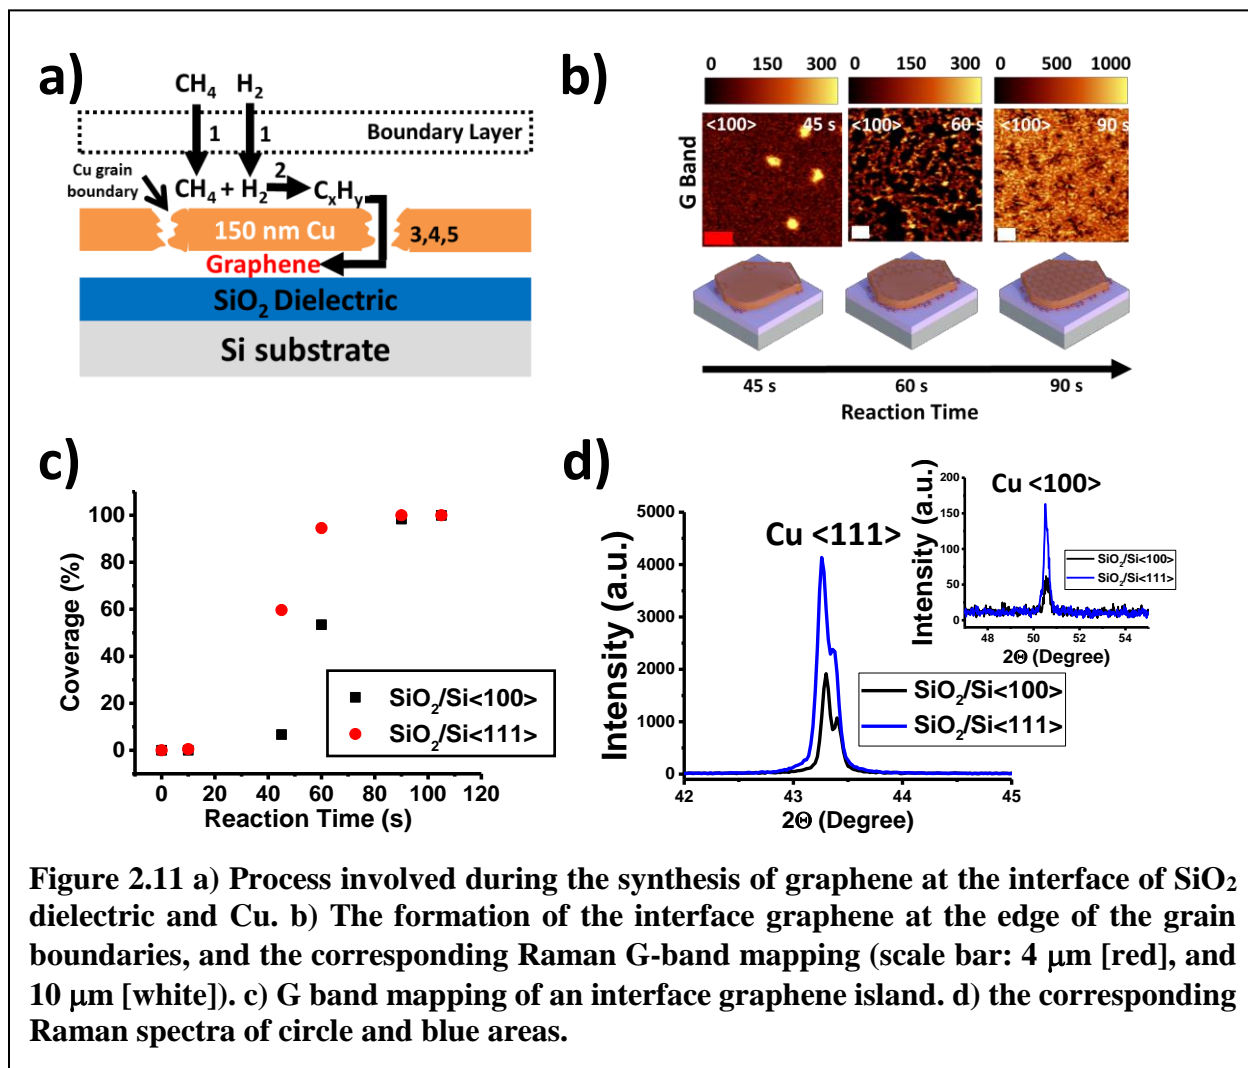 a)
CH4 H2
1 1 Boundary Layer
Cu grain
boundary
CH4 + H2 2 CxHy
150 nm Cu 3,4,5
Graphene
SiO2 Dielectric
Si substrate
b)
0 150 300 0 150 300 0 500 1000
G Band
<100> 45 s <100> 60 s <100> 90 s
45 s 60 s 90 s
Reaction Time
c)
Coverage (%)
100
80
60
40
20
0
SiO2/Si<100>
SiO2/Si<111>
0 20 40 60 80 100 120
Reaction Time (s)
d)
Intensity (a.u.)
5000
4000
3000
2000
1000
0
Cu <111>
SiO2/Si<100>
SiO2/Si<111>
42 43 44 45
2Θ (Degree)
Intensity (a.u.)
200
150
100
50
0
Cu <100>
SiO2/Si<100>
SiO2/Si<111>
48 50 52 54
2Θ (Degree)
Figure 2.11 a) Process involved during the synthesis of graphene at the interface of SiO2
dielectric and Cu. b) The formation of the interface graphene at the edge of the grain
boundaries, and the corresponding Raman G-band mapping (scale bar: 4 μm [red], and
10 μm [white]). c) G band mapping of an interface graphene island. d) the corresponding
Raman spectra of circle and blue areas.